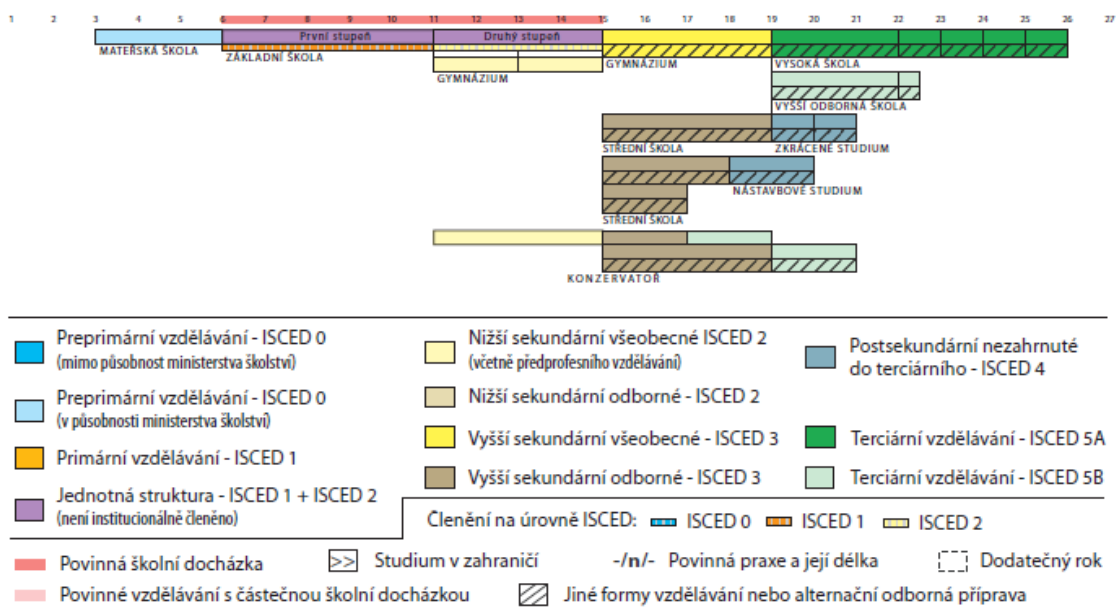 1 2 3 4 5 6 7 8 9 10 11 12 13 14 15 16 17 18 19 20 21 22 23 24 25 26 27
První stupeň Druhý stupeň
MATEŘSKÁ ŠKOLA ZÁKLADNÍ ŠKOLA GYMNÁZIUM VYSOKÁ ŠKOLA
GYMNÁZIUM
VYŠŠÍ ODBORNÁ ŠKOLA
STŘEDNÍ ŠKOLA ZKRÁCENÉ STUDIUM
NÁSTAVBOVÉ STUDIUM
STŘEDNÍ ŠKOLA
KONZERVATOŘ
Preprimární vzdělávání - ISCED 0
(mimo působnost ministerstva školství)
Preprimární vzdělávání - ISCED 0
(v působnosti ministerstva školství)
Primární vzdělávání - ISCED 1
Jednotná struktura - ISCED 1 + ISCED 2
(není institucionálně členěno)
Nižší sekundární všeobecné ISCED 2
(včetně předprofesního vzdělávání)
Nižší sekundární odborné - ISCED 2
Vyšší sekundární všeobecné - ISCED 3
Vyšší sekundární odborné - ISCED 3
Postsekundární nezahrnuté
do terciárního - ISCED 4
Terciární vzdělávání - ISCED 5A
Terciární vzdělávání - ISCED 5B
Členění na úrovně ISCED: ISCED 0 ISCED 1 ISCED 2
Povinná školní docházka >> Studium v zahraničí -/n/- Povinná praxe a její délka Dodatečný rok
Povinné vzdělávání s částečnou školní docházkou Jiné formy vzdělávání nebo alternační odborná příprava